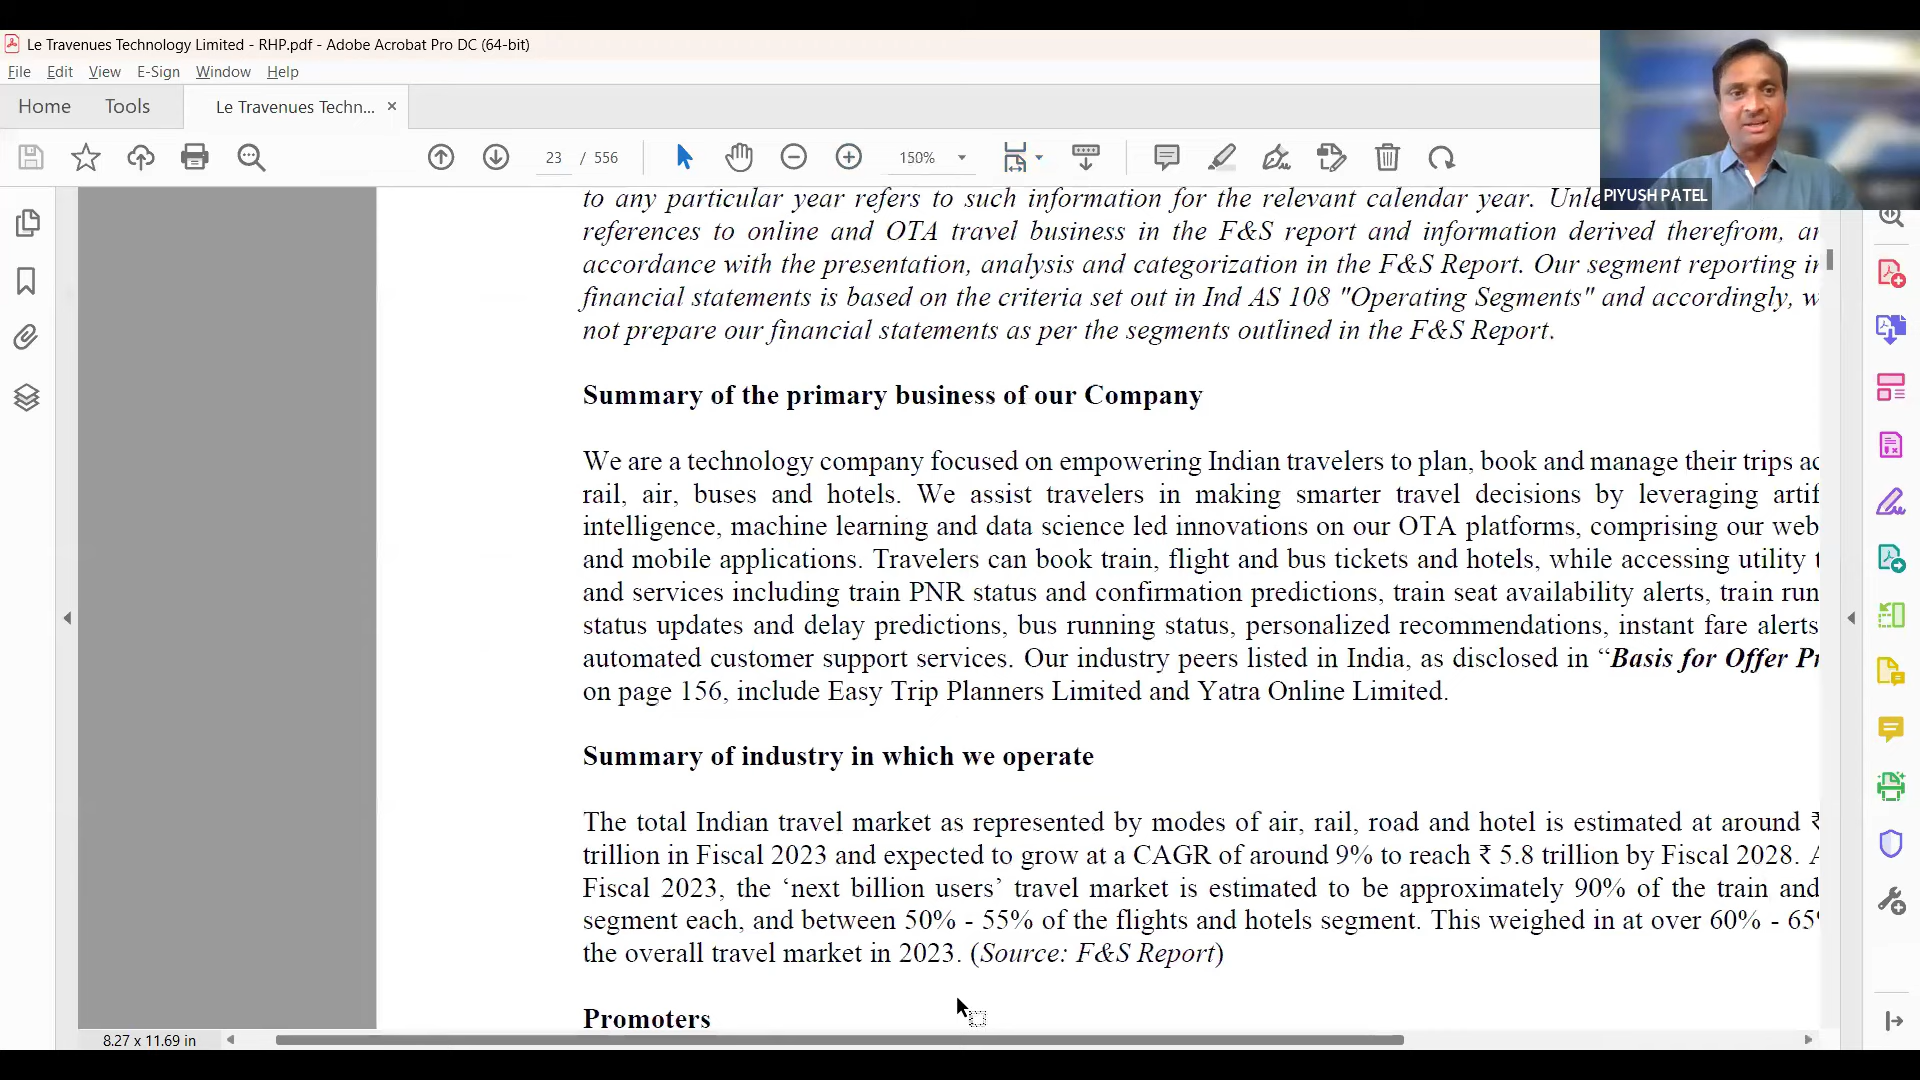 Le Travenues Technology Limited - RHP.pdf - Adobe Acrobat Pro DC (64-bit)
File Edit View E-Sign Window Help
Home Tools Le Travenues Techn... ×
23 / 556 150%
PIYUSH PATEL
to any particular year refers to such information for the relevant calendar year.
references to online and OTA travel business in the F&S report and information derived therefrom,
accordance with the presentation, analysis and categorization in the F&S Report. Our segment reporting
financial statements is based on the criteria set out in Ind AS 108 "Operating Segments" and accordingly,
not prepare our financial statements as per the segments outlined in the F&S Report.
Summary of the primary business of our Company
We are a technology company focused on empowering Indian travelers to plan, book and manage their trips
rail, air, buses and hotels. We assist travelers in making smarter travel decisions by leveraging
intelligence, machine learning and data science led innovations on our OTA platforms, comprising our
and mobile applications. Travelers can book train, flight and bus tickets and hotels, while accessing utility
and services including train PNR status and confirmation predictions, train seat availability alerts, train
status updates and delay predictions, bus running status, personalized recommendations, instant fare alerts
automated customer support services. Our industry peers listed in India, as disclosed in “Basis for Offer
on page 156, include Easy Trip Planners Limited and Yatra Online Limited.
Summary of industry in which we operate
The total Indian travel market as represented by modes of air, rail, road and hotel is estimated at around ₹
trillion in Fiscal 2023 and expected to grow at a CAGR of around 9% to reach ₹ 5.8 trillion by Fiscal 2028.
Fiscal 2023, the ‘next billion users’ travel market is estimated to be approximately 90% of the train and
segment each, and between 50% - 55% of the flights and hotels segment. This weighed in at over 60% - 65
the overall travel market in 2023. (Source: F&S Report)
Promoters
8.27 x 11.69 in